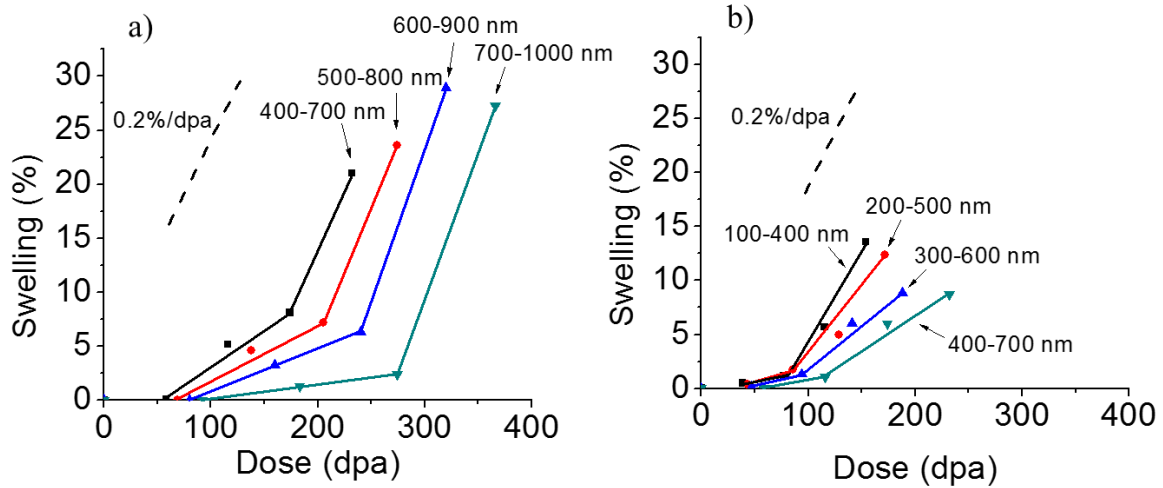 a)
600-900 nm
700-1000 nm
500-800 nm
400-700 nm
0.2%/dpa
30
25
20
15
10
5
0
Swelling (%)
0 100 200 300 400
Dose (dpa)
b)
0.2%/dpa
200-500 nm
100-400 nm
300-600 nm
400-700 nm
30
25
20
15
10
5
0
Swelling (%)
0 100 200 300 400
Dose (dpa)